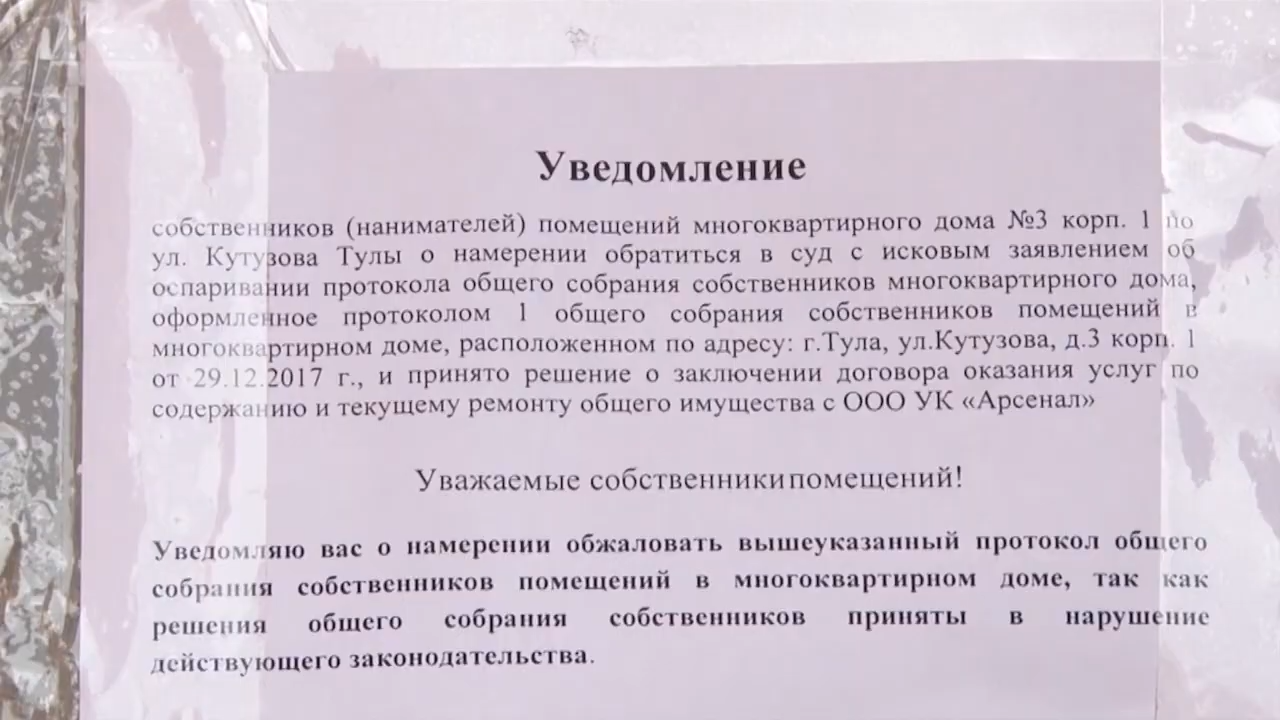 Уведомление
собственников (нанимателей) помещений многоквартирного дома №3 корп. 1 по
ул. Кутузова Тулы о намерении обратиться в суд с исковым заявлением об
оспаривании протокола общего собрания собственников многоквартирного дома,
оформленное протоколом 1 общего собрания собственников помещений в
многоквартирном доме, расположенном по адресу: г.Тула, ул.Кутузова, д.3 корп. 1
от 29.12.2017 г., и принято решение о заключении договора оказания услуг по
содержанию и текущему ремонту общего имущества с ООО УК «Арсенал»
Уважаемые собственники помещений!
Уведомляю вас о намерении обжаловать вышеуказанный протокол общего
собрания собственников помещений в многоквартирном доме, так как
решения общего собрания собственников приняты в нарушение
действующего законодательства.